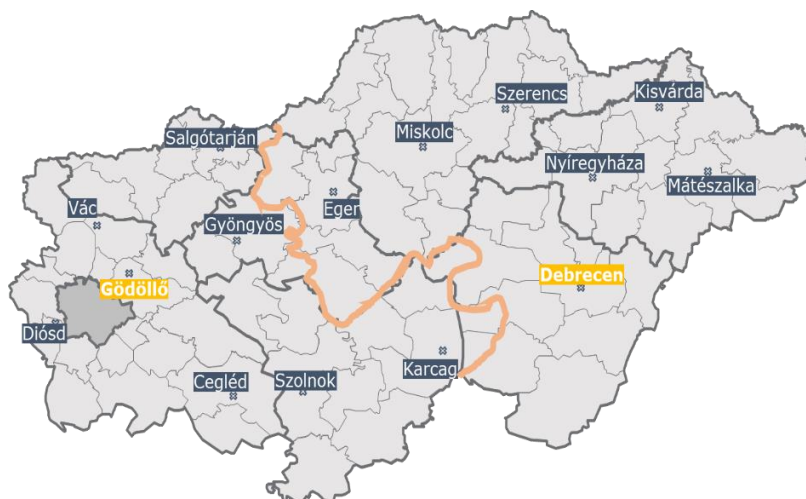 Szerencs
Kisvárda
Salgótarján
Miskolc
Nyíregyháza
Mátészalka
Eger
Vác
Gyöngyös
Debrecen
Gödöllő
Diósd
Karcag
Cegléd
Szolnok